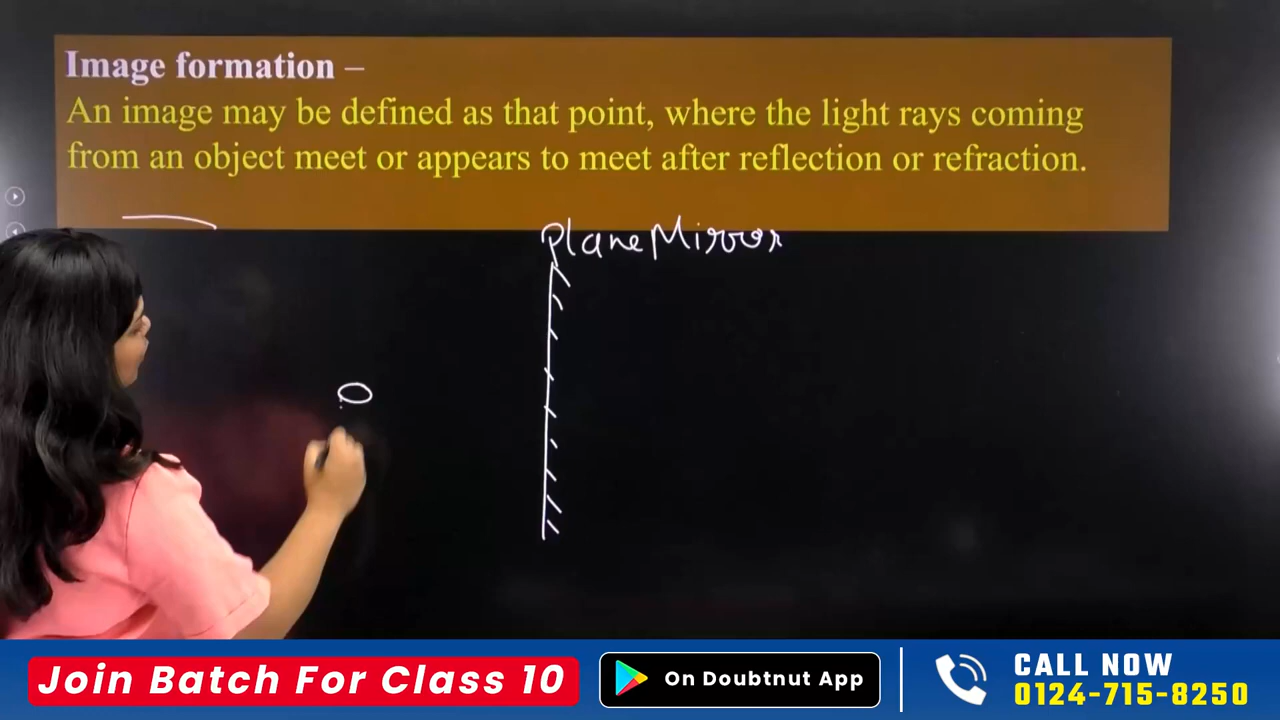 Image formation –
An image may be defined as that point, where the light rays coming
from an object meet or appears to meet after reflection or refraction.
Plane Mirror
Join Batch For Class 10
On Doubtnut App
CALL NOW
0124-715-8250